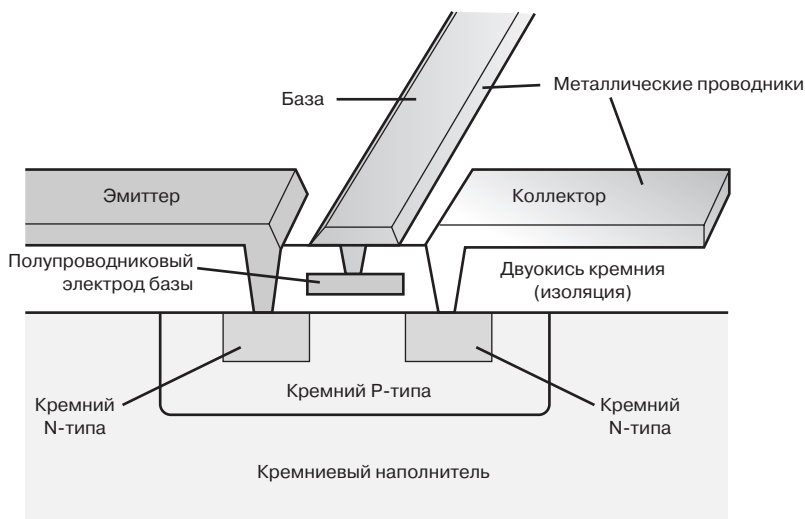 База
Металлические проводники
Эмиттер
Коллектор
Полупроводниковый
электрод базы
Двуокись кремния
(изоляция)
Кремний P-типа
Кремний
N-типа
Кремний
N-типа
Кремниевый наполнитель